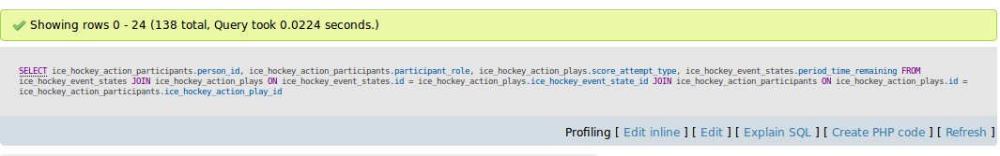 Showing rows 0 - 24 (138 total, Query took 0.0224 seconds.)
SELECT ice_hockey_action_participants.person_id, ice_hockey_action_participants.participant_role, ice_hockey_action_plays.score_attempt_type, ice_hockey_event_states.period_time_remaining FROM
ice_hockey_event_states JOIN ice_hockey_action_plays ON ice_hockey_event_states.id = ice_hockey_action_plays.ice_hockey_event_state_id JOIN ice_hockey_action_participants ON ice_hockey_action_plays.id =
ice_hockey_action_participants.ice_hockey_action_play_id
Profiling [ Edit inline ] [ Edit ] [ Explain SQL ] [ Create PHP code ] [ Refresh ]